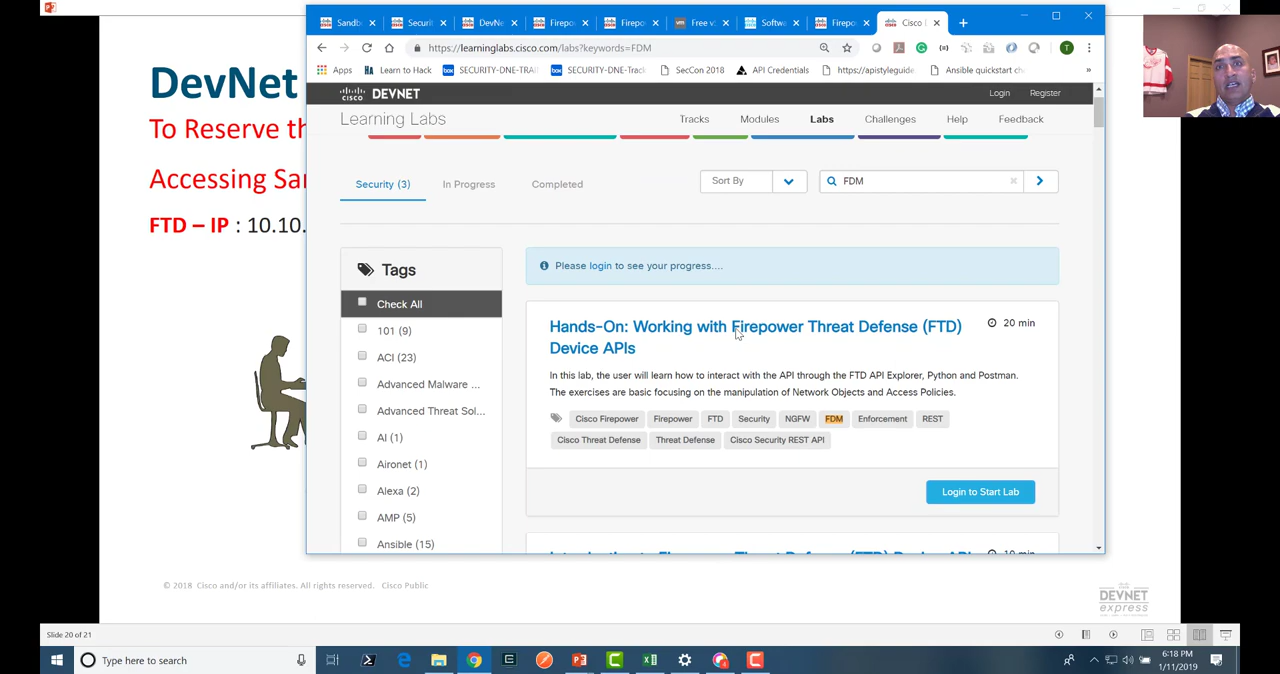 Sandb
Securit
DevNe
Firepo
Firepo
Free vS
Softwa
Firepo
Cisco D
https://learninglabs.cisco.com/labs?keywords=FDM
Apps
Learn to Hack
SECURITY-DNE-TRAI
SECURITY-DNE-Track
SecCon 2018
API Credentials
https://apistyleguide
Ansible quickstart ch
»
DevNet
To Reserve th
Accessing San
FTD – IP : 10.10.
CISCO DEVNET
Login
Register
Learning Labs
Tracks
Modules
Labs
Challenges
Help
Feedback
Security (3)
In Progress
Completed
Sort By
FDM
Tags
Check All
101 (9)
ACI (23)
Advanced Malware ...
Advanced Threat Sol...
AI (1)
Aironet (1)
Alexa (2)
AMP (5)
Ansible (15)
Please login to see your progress....
Hands-On: Working with Firepower Threat Defense (FTD)
Device APIs
20 min
In this lab, the user will learn how to interact with the API through the FTD API Explorer, Python and Postman.
The exercises are basic focusing on the manipulation of Network Objects and Access Policies.
Cisco Firepower
Firepower
FTD
Security
NGFW
FDM
Enforcement
REST
Cisco Threat Defense
Threat Defense
Cisco Security REST API
Login to Start Lab
© 2018 Cisco and/or its affiliates. All rights reserved. Cisco Public
CISCO
DEVNET
express
Slide 20 of 21
Type here to search
6:18 PM
1/11/2019